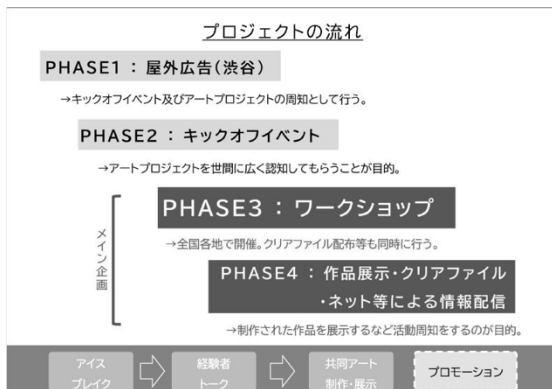 プロジェクトの流れ
PHASE1 : 屋外広告(渋谷)
→キックオフイベント及びアートプロジェクトの周知として行う。
PHASE2 : キックオフイベント
→アートプロジェクトを世間に広く認知してもらうことが目的。
メイン企画
PHASE3 : ワークショップ
→全国各地で開催。クリアファイル配布等も同時に行う。
PHASE4 : 作品展示・クリアファイル
・ネット等による情報配信
→制作された作品を展示するなど活動周知をするのが目的。
アイス
ブレイク
経験者
トーク
共同アート
制作・展示
プロモーション